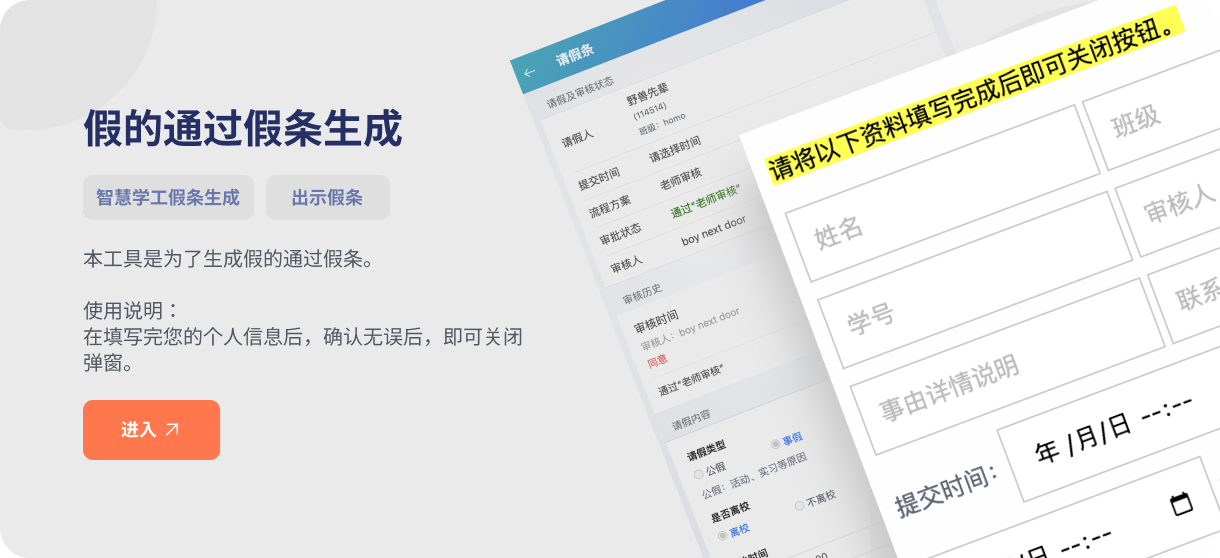 假的通过假条生成
智慧学工假条生成
出示假条
本工具是为了生成假的通过假条。
使用说明：
在填写完您的个人信息后，确认无误后，即可关闭
弹窗。
进入
请假条
请假及审核状态
请假人
野兽先辈
(114514)
班级：homo
提交时间
请选择时间
流程方案
老师审核
审批状态
通过“老师审核”
审核人
boy next door
审核历史
审核时间
审核人：boy next door
同意
通过“老师审核”
请假内容
请假类型
公假
事假
公假：活动、实习等原因
是否离校
离校
不离校
请将以下资料填写完成后即可关闭按钮。
姓名
班级
学号
审核人
事由详情说明
联系
提交时间：
年 /月/日 --:--